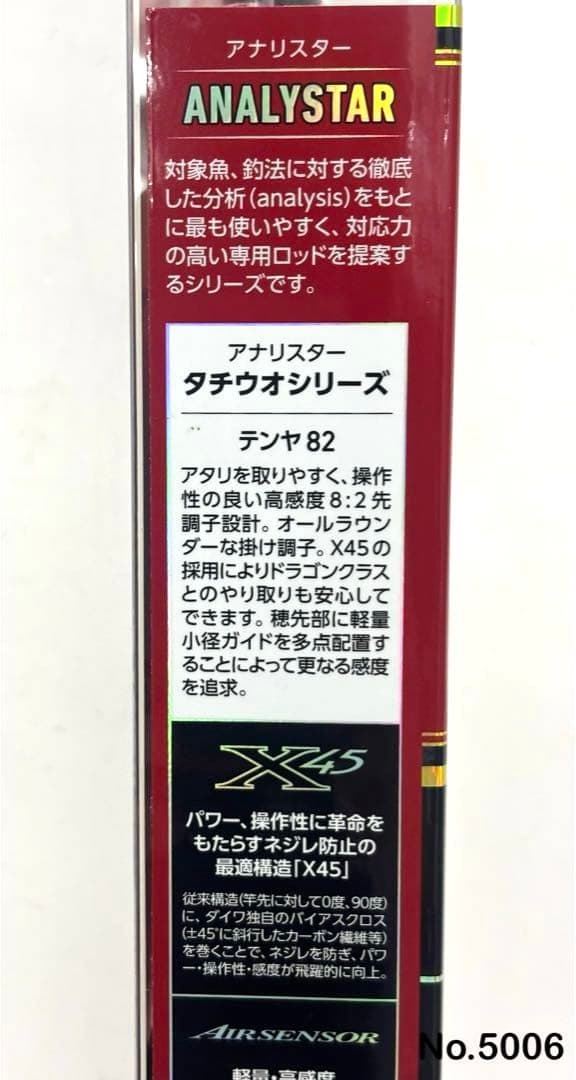 アナリスター
ANALYSTAR
対象魚、釣法に対する徹底
した分析(analysis)をもと
に最も使いやすく、対応力
の高い専用ロッドを提案す
るシリーズです。
アナリスター
タチウオシリーズ
テンヤ82
アタリを取りやすく、操作
性の良い高感度8:2先
調子設計。オールラウン
ダーな掛け調子。X45の
採用によりドラゴンクラス
とのやり取りも安心して
できます。穂先部に軽量
小径ガイドを多点配置す
ることによって更なる感度
を追求。
X45
パワー、操作性に革命を
もたらすネジレ防止の
最適構造「X45」
従来構造(竿先に対して0度、90度)
に、ダイワ独自のバイアスクロス
(±45°に斜行したカーボン繊維等)
を巻くことで、ネジレを防ぎ、パワ
ー・操作性・感度が飛躍的に向上。
AIRSENSOR
軽量・高感度
No.5006